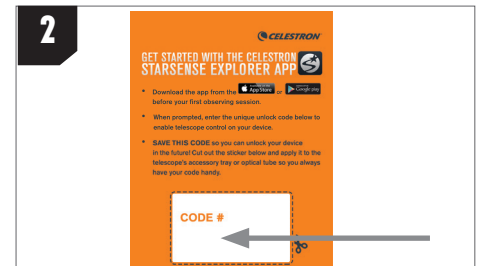 2
CELESTRON
GET STARTED WITH THE CELESTRON
STARSENSE EXPLORER APP
• Download the app from the App Store or Google play
before your first observing session.
• When prompted, enter the unique unlock code below to
enable telescope control on your device.
• SAVE THIS CODE so you can unlock your device
in the future! Cut out the sticker below and apply it to the
telescope's accessory tray or optical tube so you always
have your code handy.
CODE #